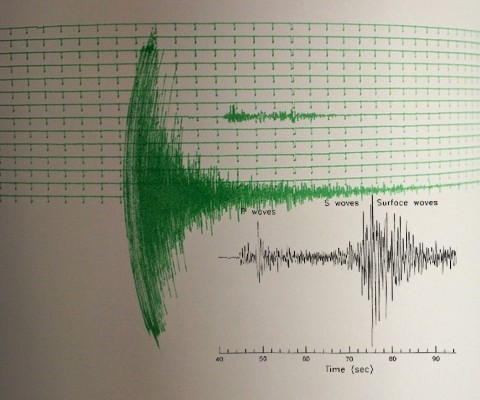 P waves
S waves
Surface waves
40 50 60 70 80 90
Time (sec)